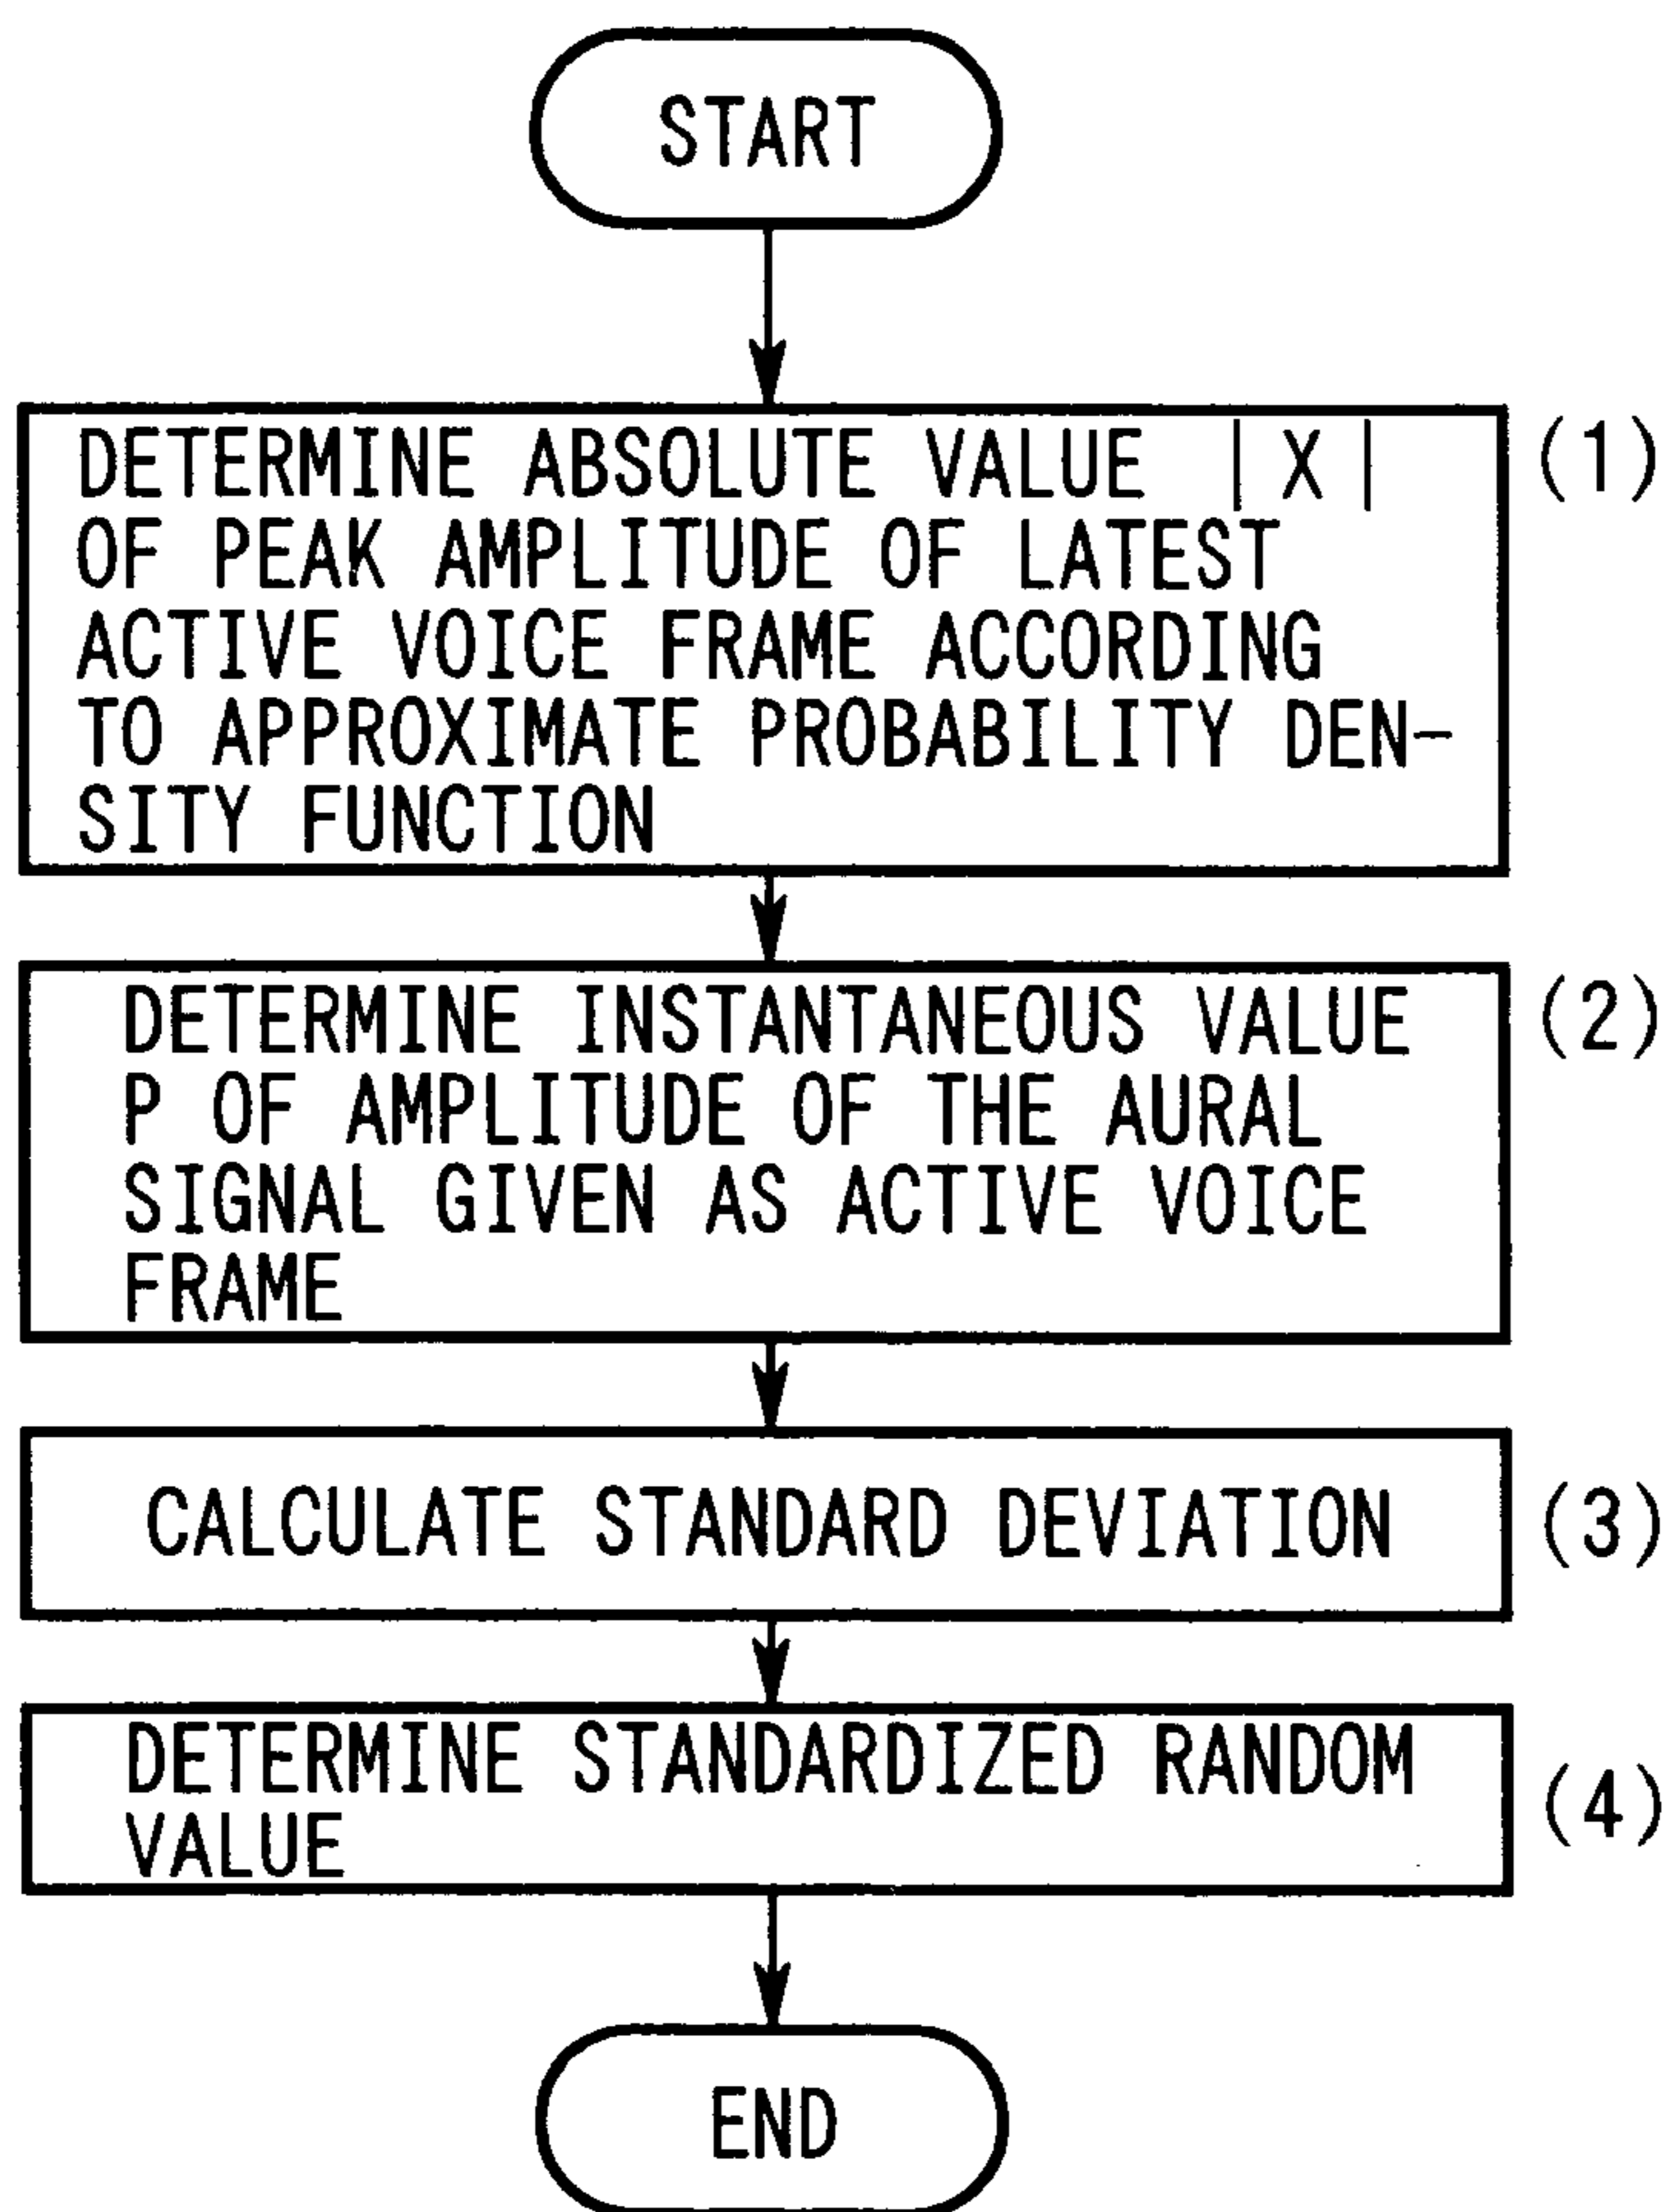 START
DETERMINE ABSOLUTE VALUE |X| (1)
OF PEAK AMPLITUDE OF LATEST
ACTIVE VOICE FRAME ACCORDING
TO APPROXIMATE PROBABILITY DEN-
SITY FUNCTION
DETERMINE INSTANTANEOUS VALUE (2)
P OF AMPLITUDE OF THE AURAL
SIGNAL GIVEN AS ACTIVE VOICE
FRAME
CALCULATE STANDARD DEVIATION (3)
DETERMINE STANDARDIZED RANDOM
VALUE (4)
END